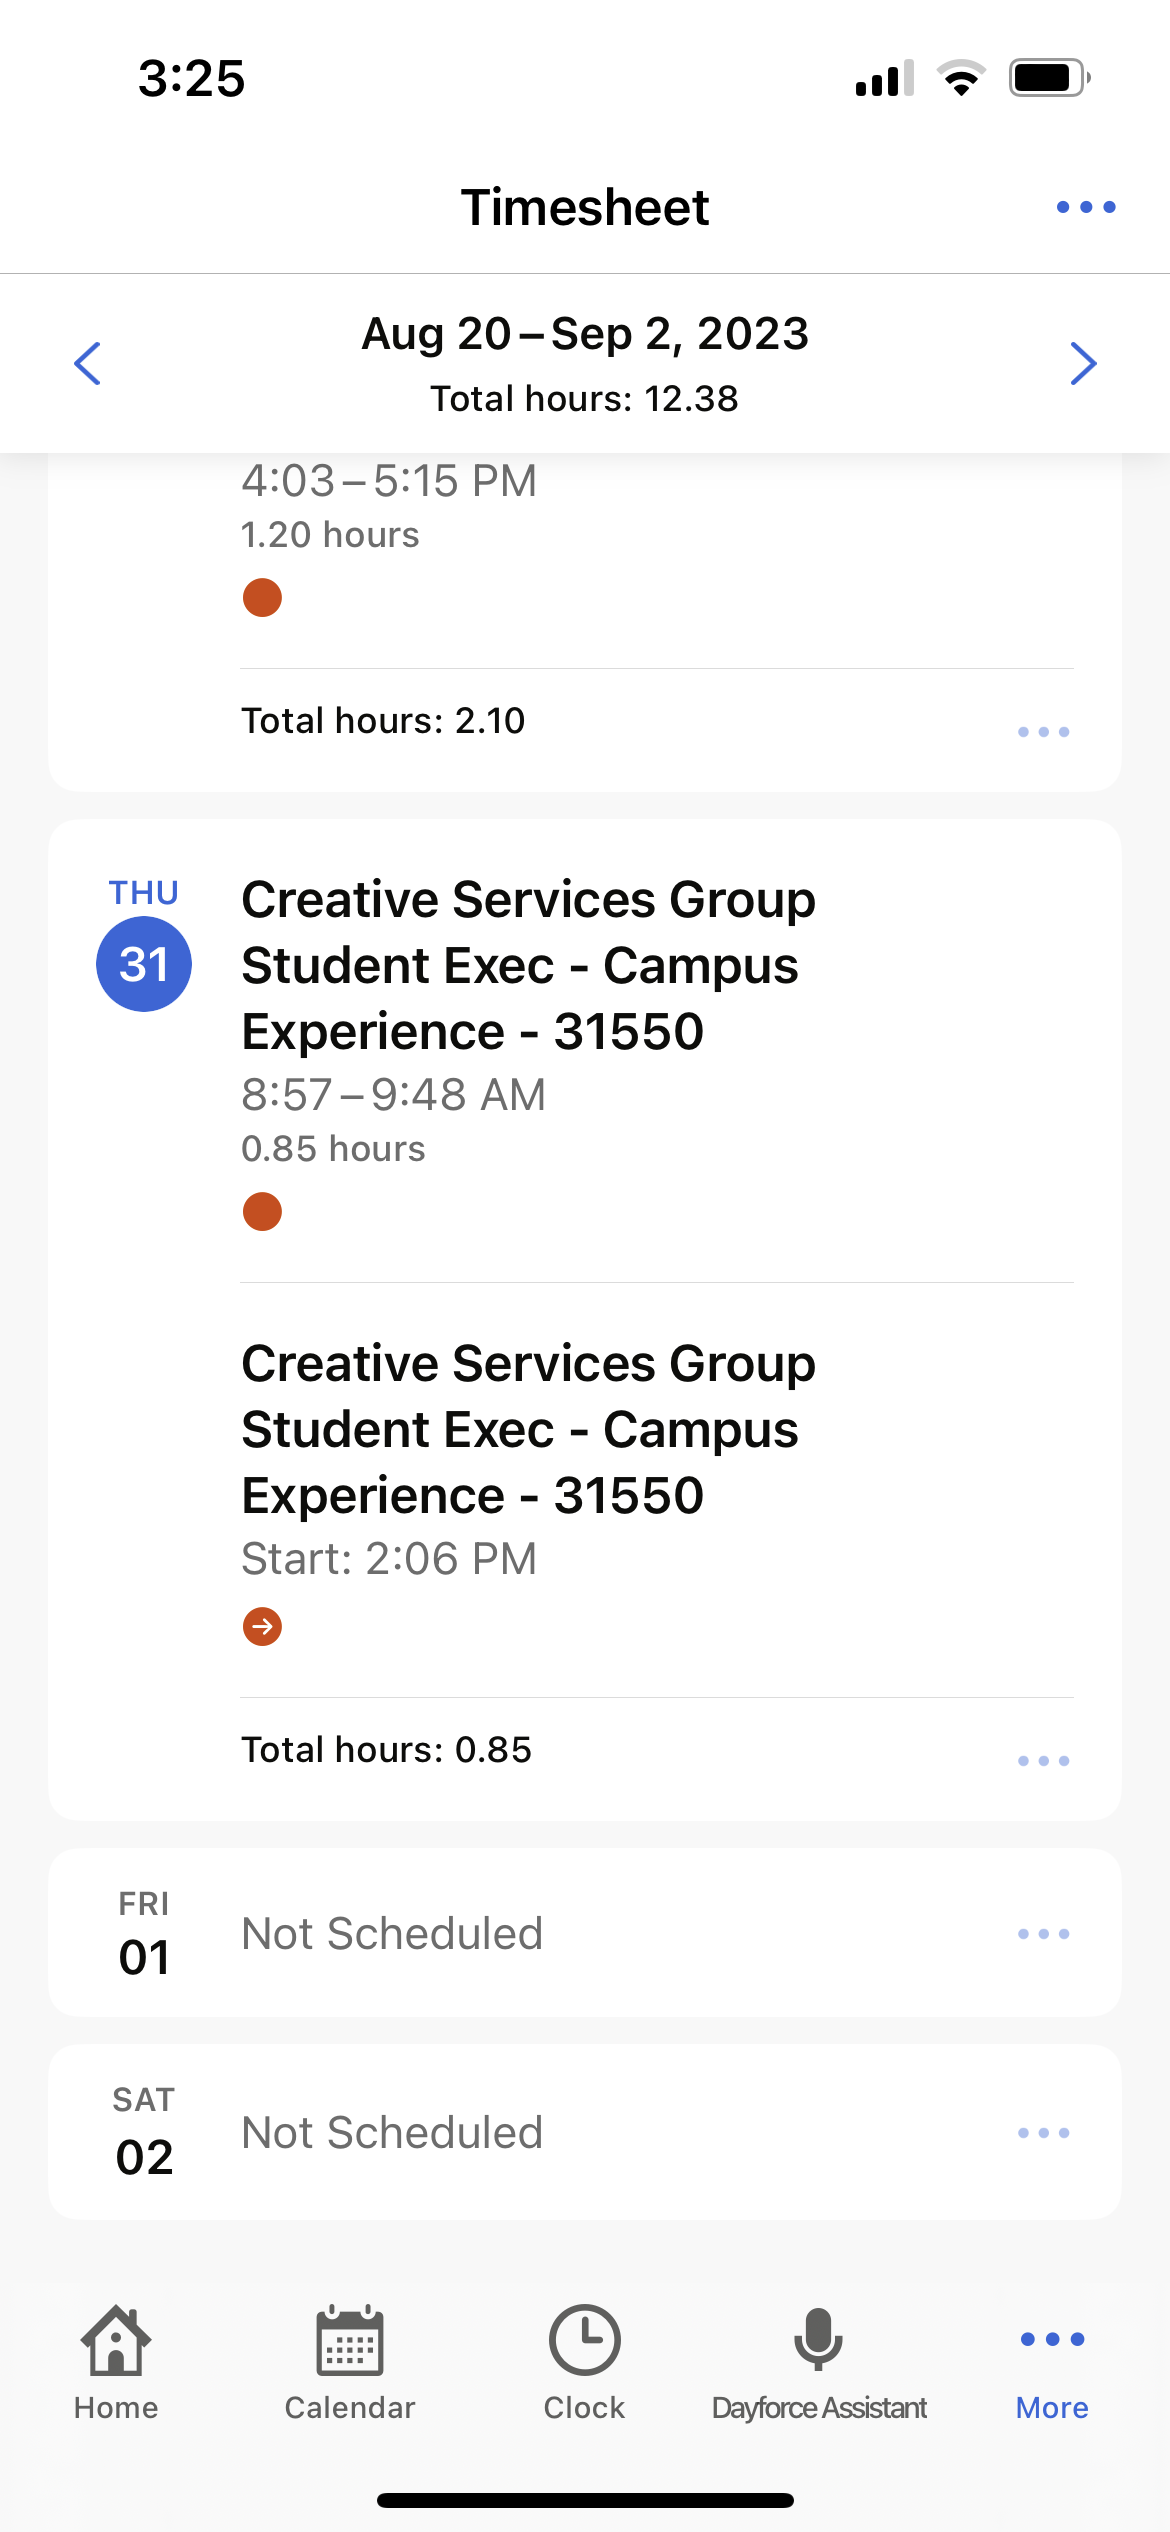 3:25
Timesheet
Aug 20 – Sep 2, 2023
Total hours: 12.38
4:03 – 5:15 PM
1.20 hours
Total hours: 2.10
THU
31
Creative Services Group
Student Exec - Campus
Experience - 31550
8:57 – 9:48 AM
0.85 hours
Creative Services Group
Student Exec - Campus
Experience - 31550
Start: 2:06 PM
Total hours: 0.85
FRI
01
Not Scheduled
SAT
02
Not Scheduled
Home
Calendar
Clock
Dayforce Assistant
More